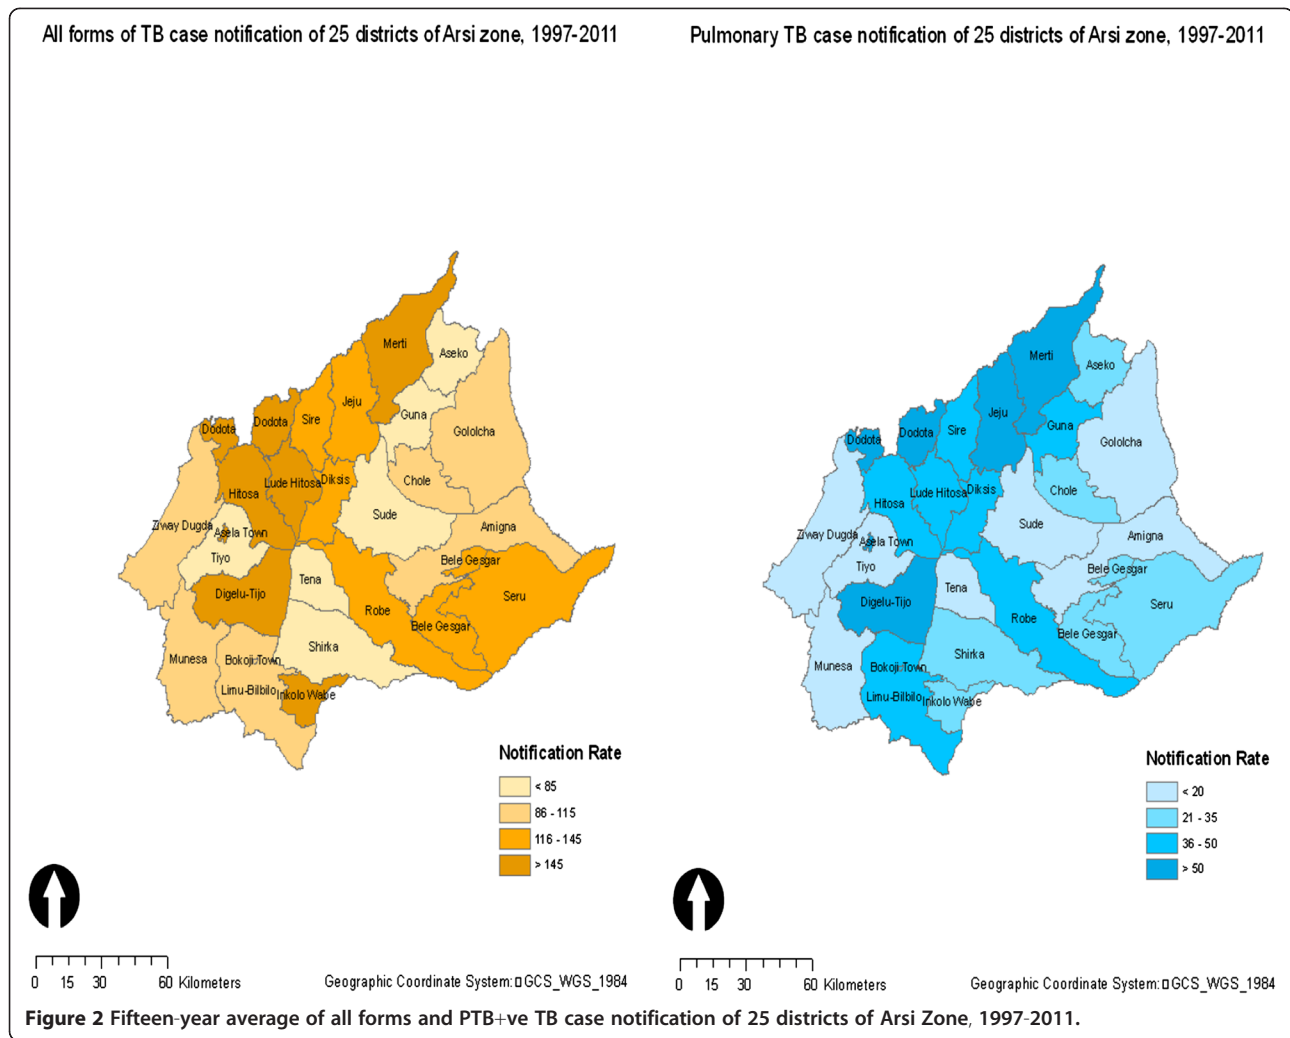 All forms of TB case notification of 25 districts of Arsi zone, 1997-2011
Merti
Aseko
Jeju
Guna
Dodota
Sire
Dodota
Gololcha
Chole
Diksis
Lude Hitosa
Hitosa
Sude
Ziway Dugda
Asela Town
Amigna
Tiyo
Bele Gesgar
Tena
Digelu-Tijo
Seru
Robe
Bele Gesgar
Shirka
Munesa
Bokoji:Town
Limu-Bilbilo
Inkolo Wabe
Notification Rate
< 85
86 - 115
116 - 145
> 145
0 15 30 60 Kilometers
Geographic Coordinate System:□GCS_WGS_1984
Pulmonary TB case notification of 25 districts of Arsi zone, 1997-2011
Merti
Aseko
Jeju
Guna
Dodota
Sire
Dodota
Gololcha
Chole
Diksis
Lude Hitosa
Hitosa
Sude
Ziway Dugda
Asela Town
Amigna
Tiyo
Bele Gesgar
Tena
Digelu-Tijo
Seru
Robe
Bele Gesgar
Shirka
Munesa
Bokoji:Town
Limu-Bilbilo
Inkolo Wabe
Notification Rate
< 20
21 - 35
36 - 50
> 50
0 15 30 60 Kilometers
Geographic Coordinate System:□GCS_WGS_1984
Figure 2 Fifteen-year average of all forms and PTB+ve TB case notification of 25 districts of Arsi Zone, 1997-2011.